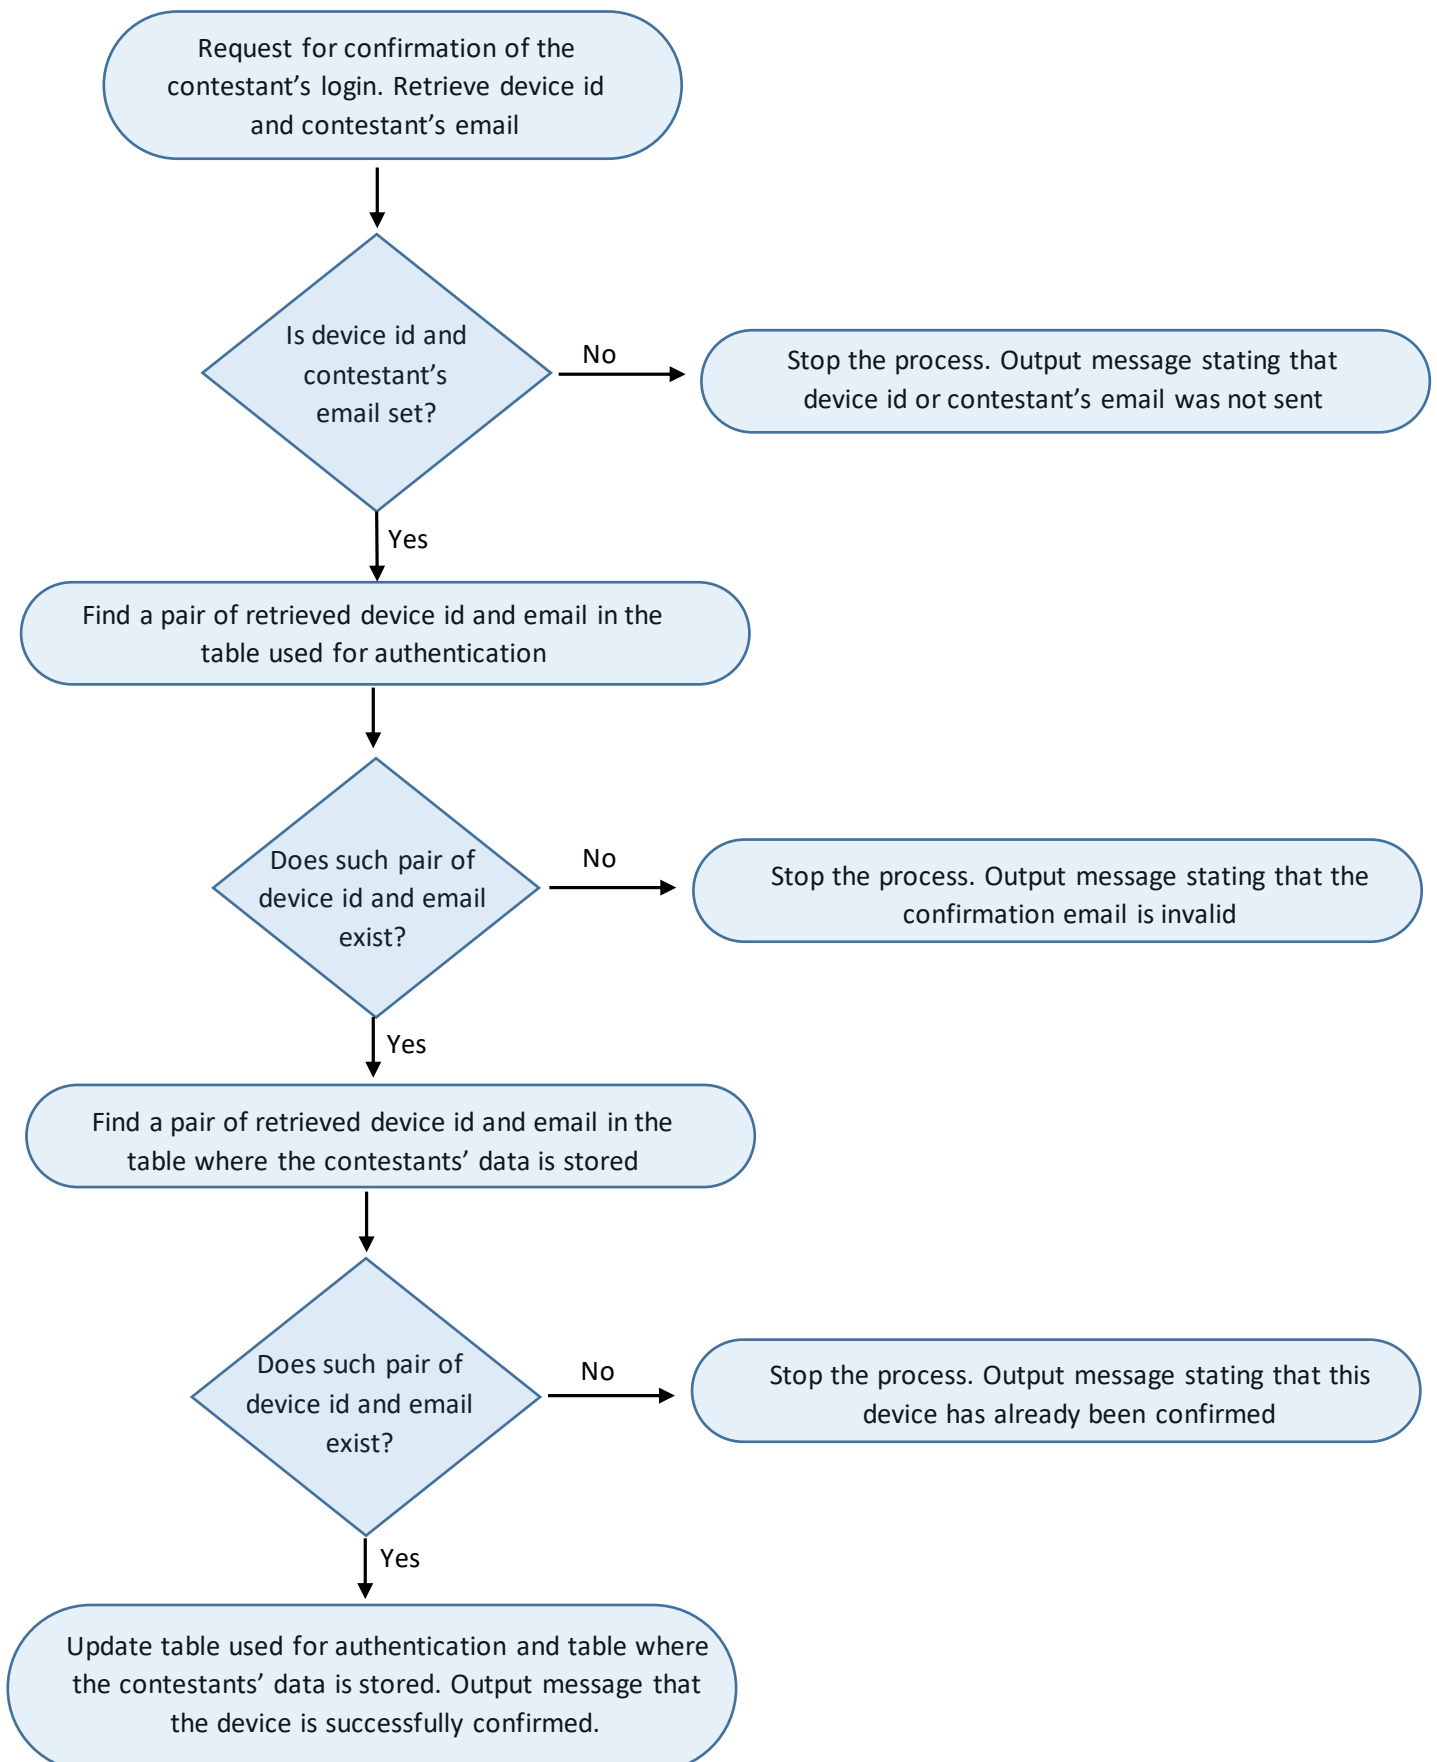 Request for confirmation of the
contestant’s login. Retrieve device id
and contestant’s email
Is device id and
contestant’s
email set?
No
Stop the process. Output message stating that
device id or contestant’s email was not sent
Yes
Find a pair of retrieved device id and email in the
table used for authentication
Does such pair of
device id and email
exist?
No
Stop the process. Output message stating that the
confirmation email is invalid
Yes
Find a pair of retrieved device id and email in the
table where the contestants’ data is stored
Does such pair of
device id and email
exist?
No
Stop the process. Output message stating that this
device has already been confirmed
Yes
Update table used for authentication and table where
the contestants’ data is stored. Output message that
the device is successfully confirmed.